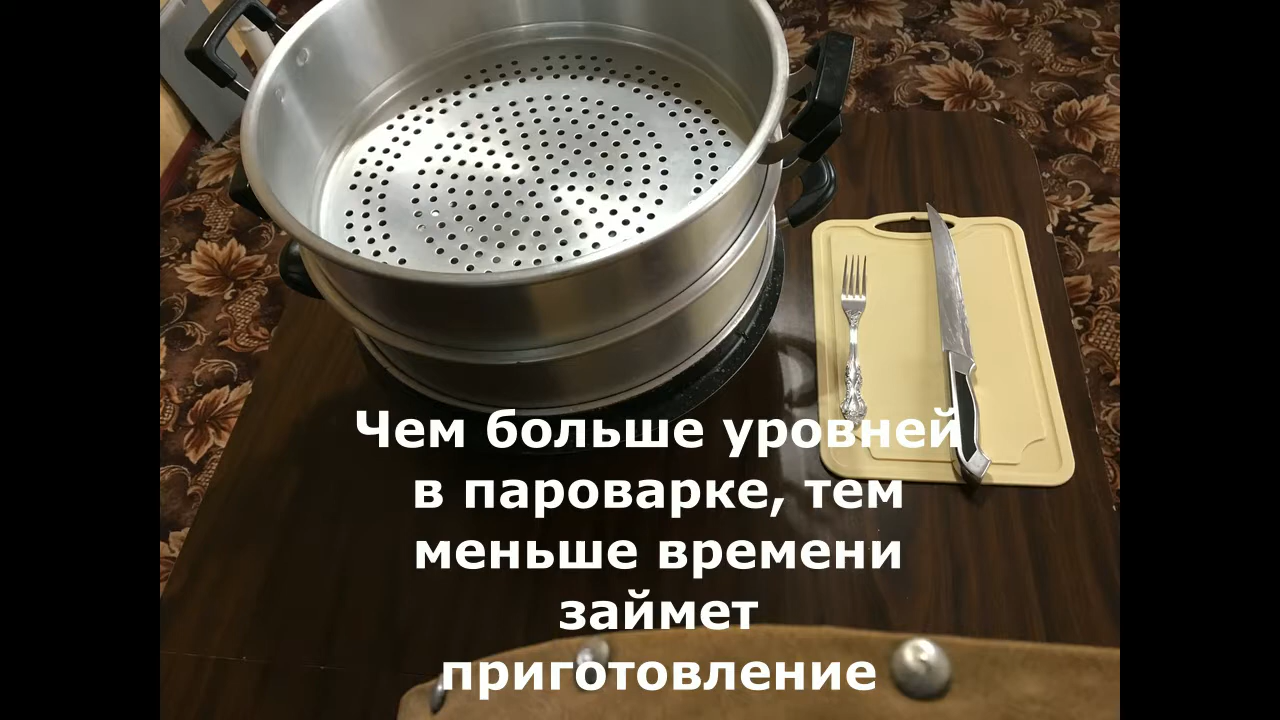 Чем больше уровней
в пароварке, тем
меньше времени
займет
приготовление